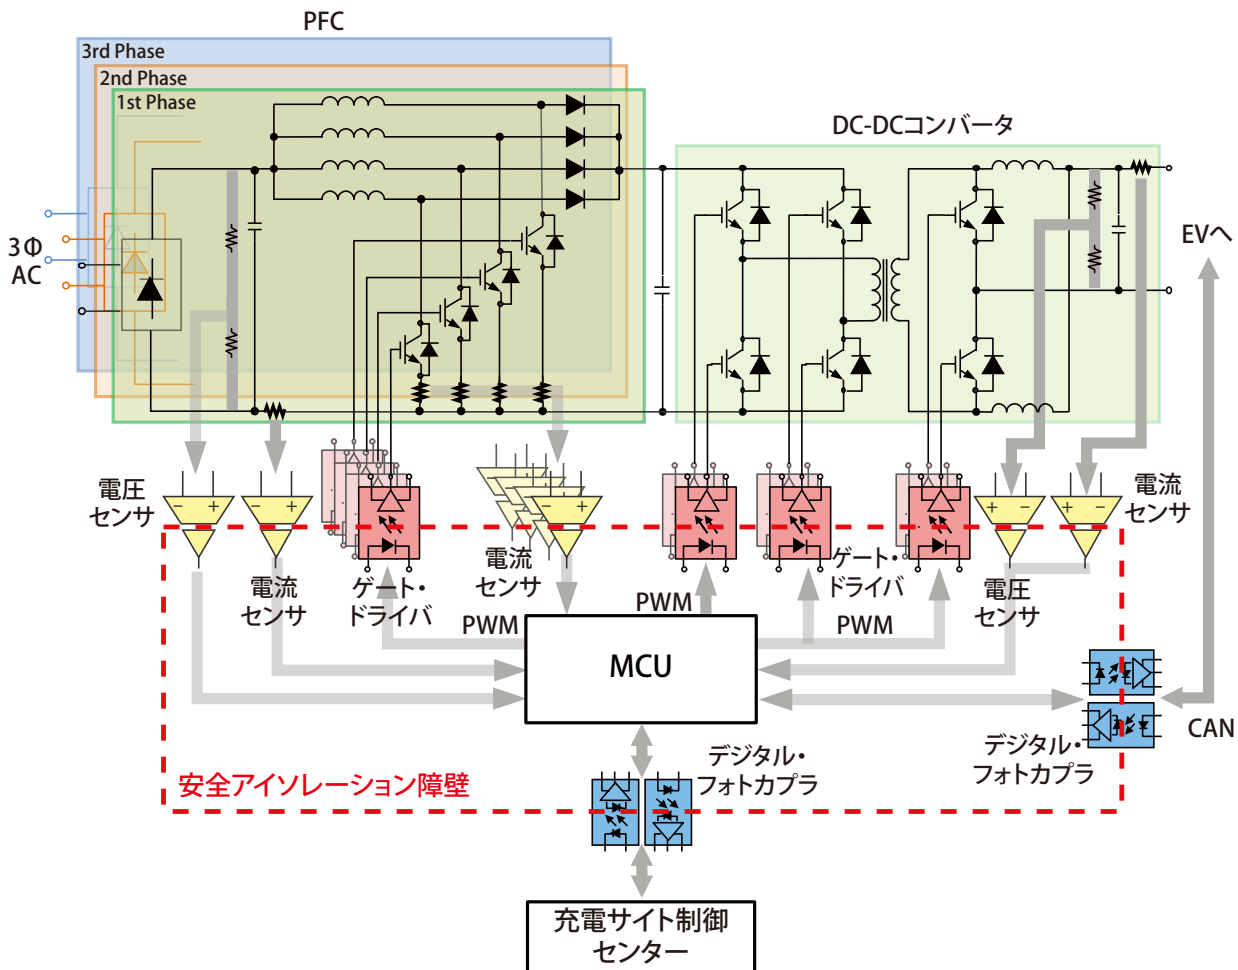 PFC
3rd Phase
2nd Phase
1st Phase
DC-DCコンバータ
3Φ
AC
EVへ
電圧
センサ
電流
センサ
ゲート・
ドライバ
電流
センサ
ゲート・
ドライバ
電圧
センサ
電流
センサ
PWM
PWM
PWM
MCU
CAN
デジタル・
フォトカプラ
デジタル・
フォトカプラ
安全アイソレーション障壁
充電サイト制御
センター